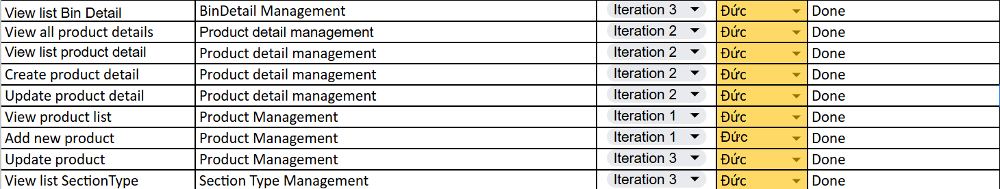 View list Bin Detail BinDetail Management Iteration 3 Đức Done
View all product details Product detail management Iteration 2 Đức Done
View list product detail Product detail management Iteration 2 Đức Done
Create product detail Product detail management Iteration 2 Đức Done
Update product detail Product detail management Iteration 2 Đức Done
View product list Product Management Iteration 1 Đức Done
Add new product Product Management Iteration 1 Đức Done
Update product Product Management Iteration 3 Đức Done
View list SectionType Section Type Management Iteration 3 Đức Done